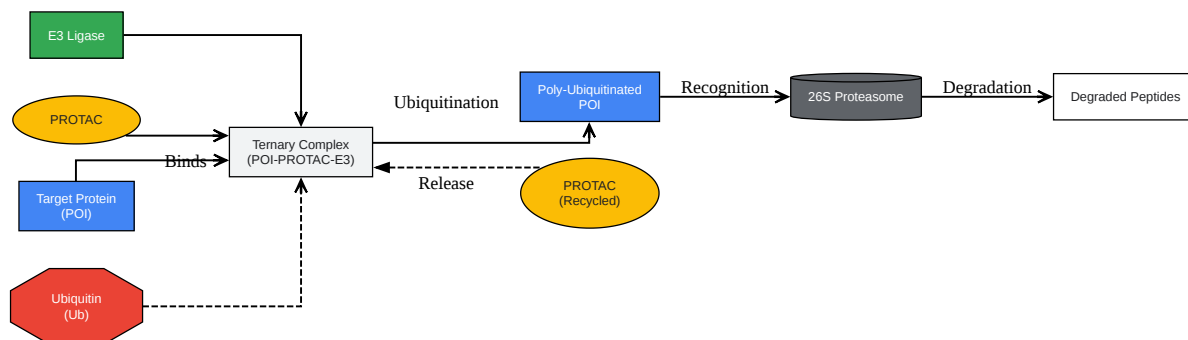 E3 Ligase
PROTAC
Binds
Target Protein
(POI)
Ubiquitin
(Ub)
Ternary Complex
(POI-PROTAC-E3)
Ubiquitination
Release
Poly-Ubiquitinated
POI
PROTAC
(Recycled)
Recognition
26S Proteasome
Degradation
Degraded Peptides